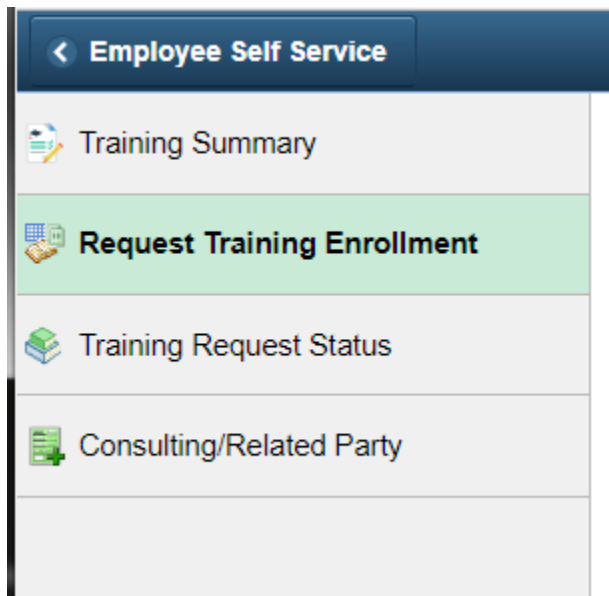 Employee Self Service
Training Summary
Request Training Enrollment
Training Request Status
Consulting/Related Party